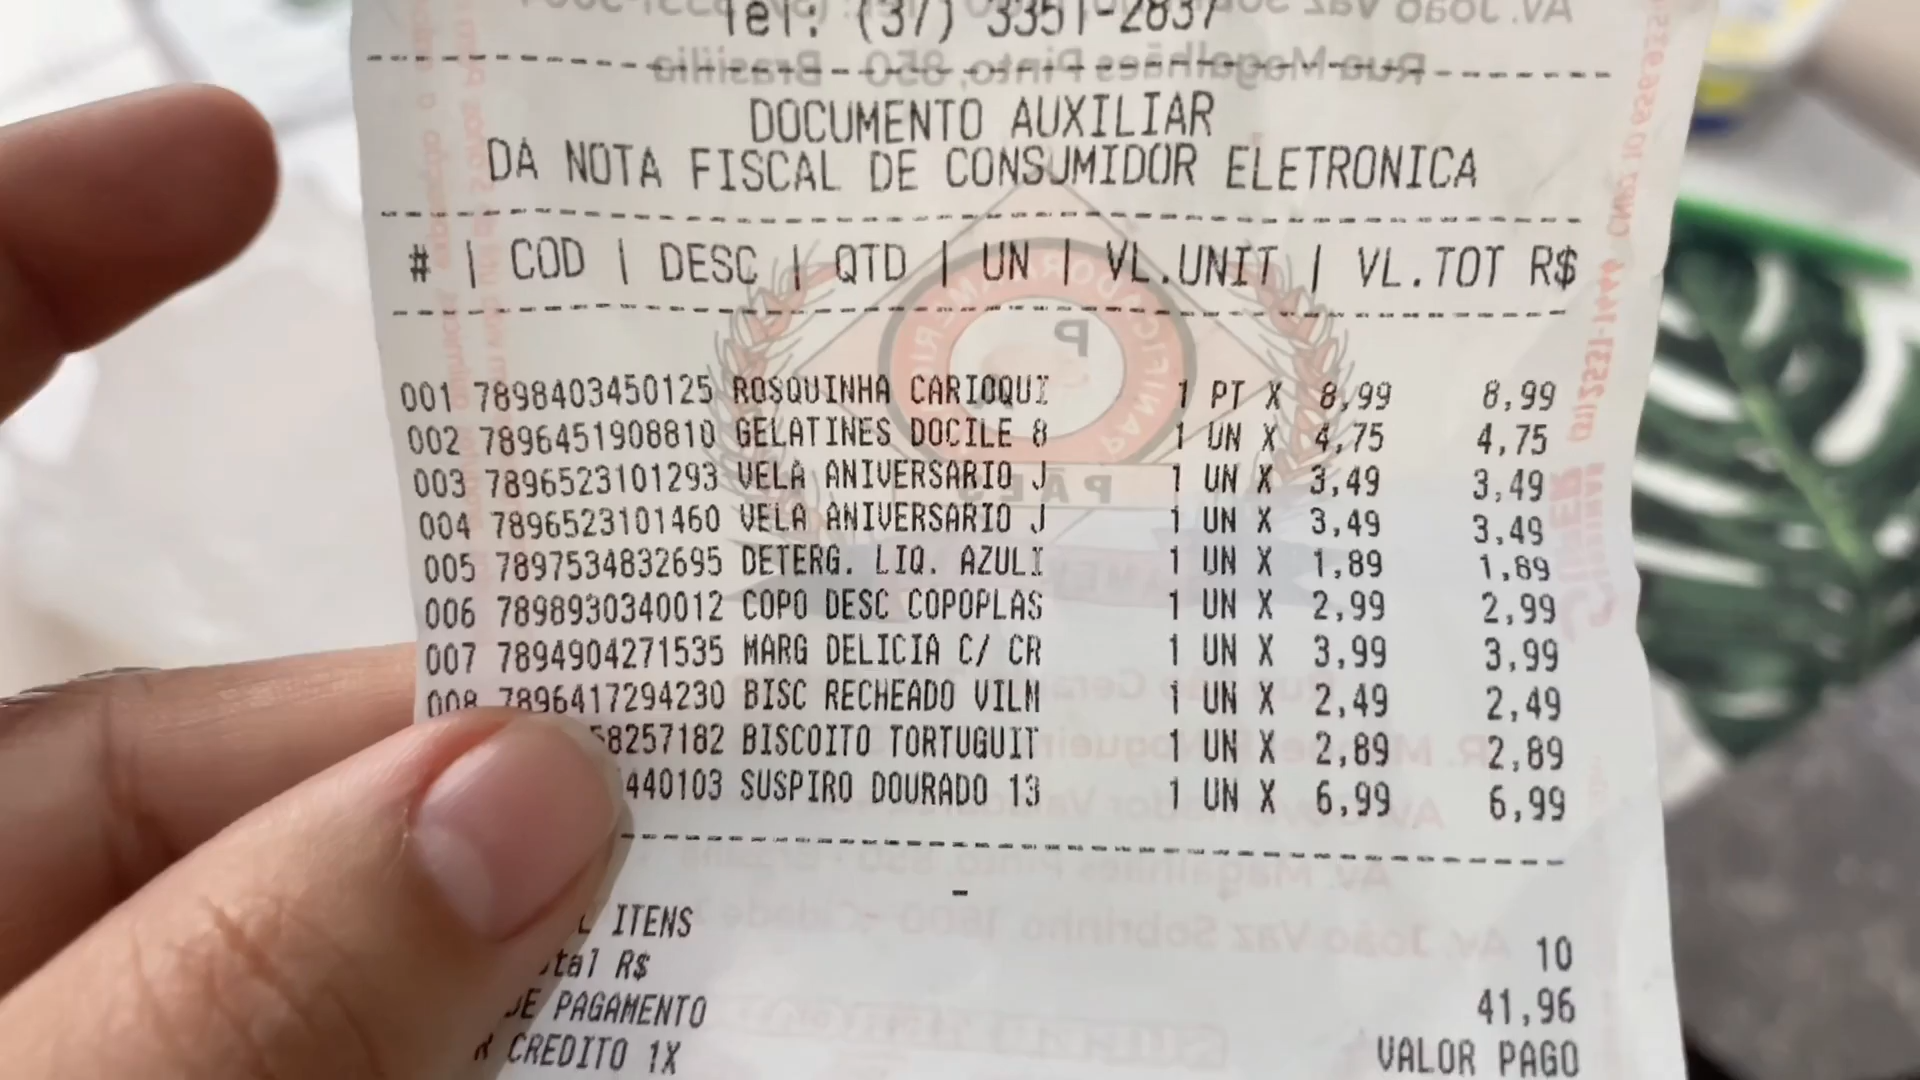 Tel: (37) 3351-2837
DOCUMENTO AUXILIAR
DA NOTA FISCAL DE CONSUMIDOR ELETRONICA
# | COD | DESC | QTD | UN | VL.UNIT | VL.TOT R$
001 7898403450125 ROSQUINHA CARIOQUI 1 PT X 8,99 8,99
002 7896451908810 GELATINES DOCILE 8 1 UN X 4,75 4,75
003 7896523101293 VELA ANIVERSARIO J 1 UN X 3,49 3,49
004 7896523101460 VELA ANIVERSARIO J 1 UN X 3,49 3,49
005 7897534832695 DETERG. LIQ. AZULI 1 UN X 1,89 1,89
006 7898930340012 COPO DESC COPOPLAS 1 UN X 2,99 2,99
007 7894904271535 MARG DELICIA C/ CR 1 UN X 3,99 3,99
008 7896417294230 BISC RECHEADO VILM 1 UN X 2,49 2,49
58257182 BISCOITO TORTUGUIT 1 UN X 2,89 2,89
440103 SUSPIRO DOURADO 13 1 UN X 6,99 6,99
ITENS 10
tal R$ 41,96
DE PAGAMENTO VALOR PAGO
CREDITO 1X